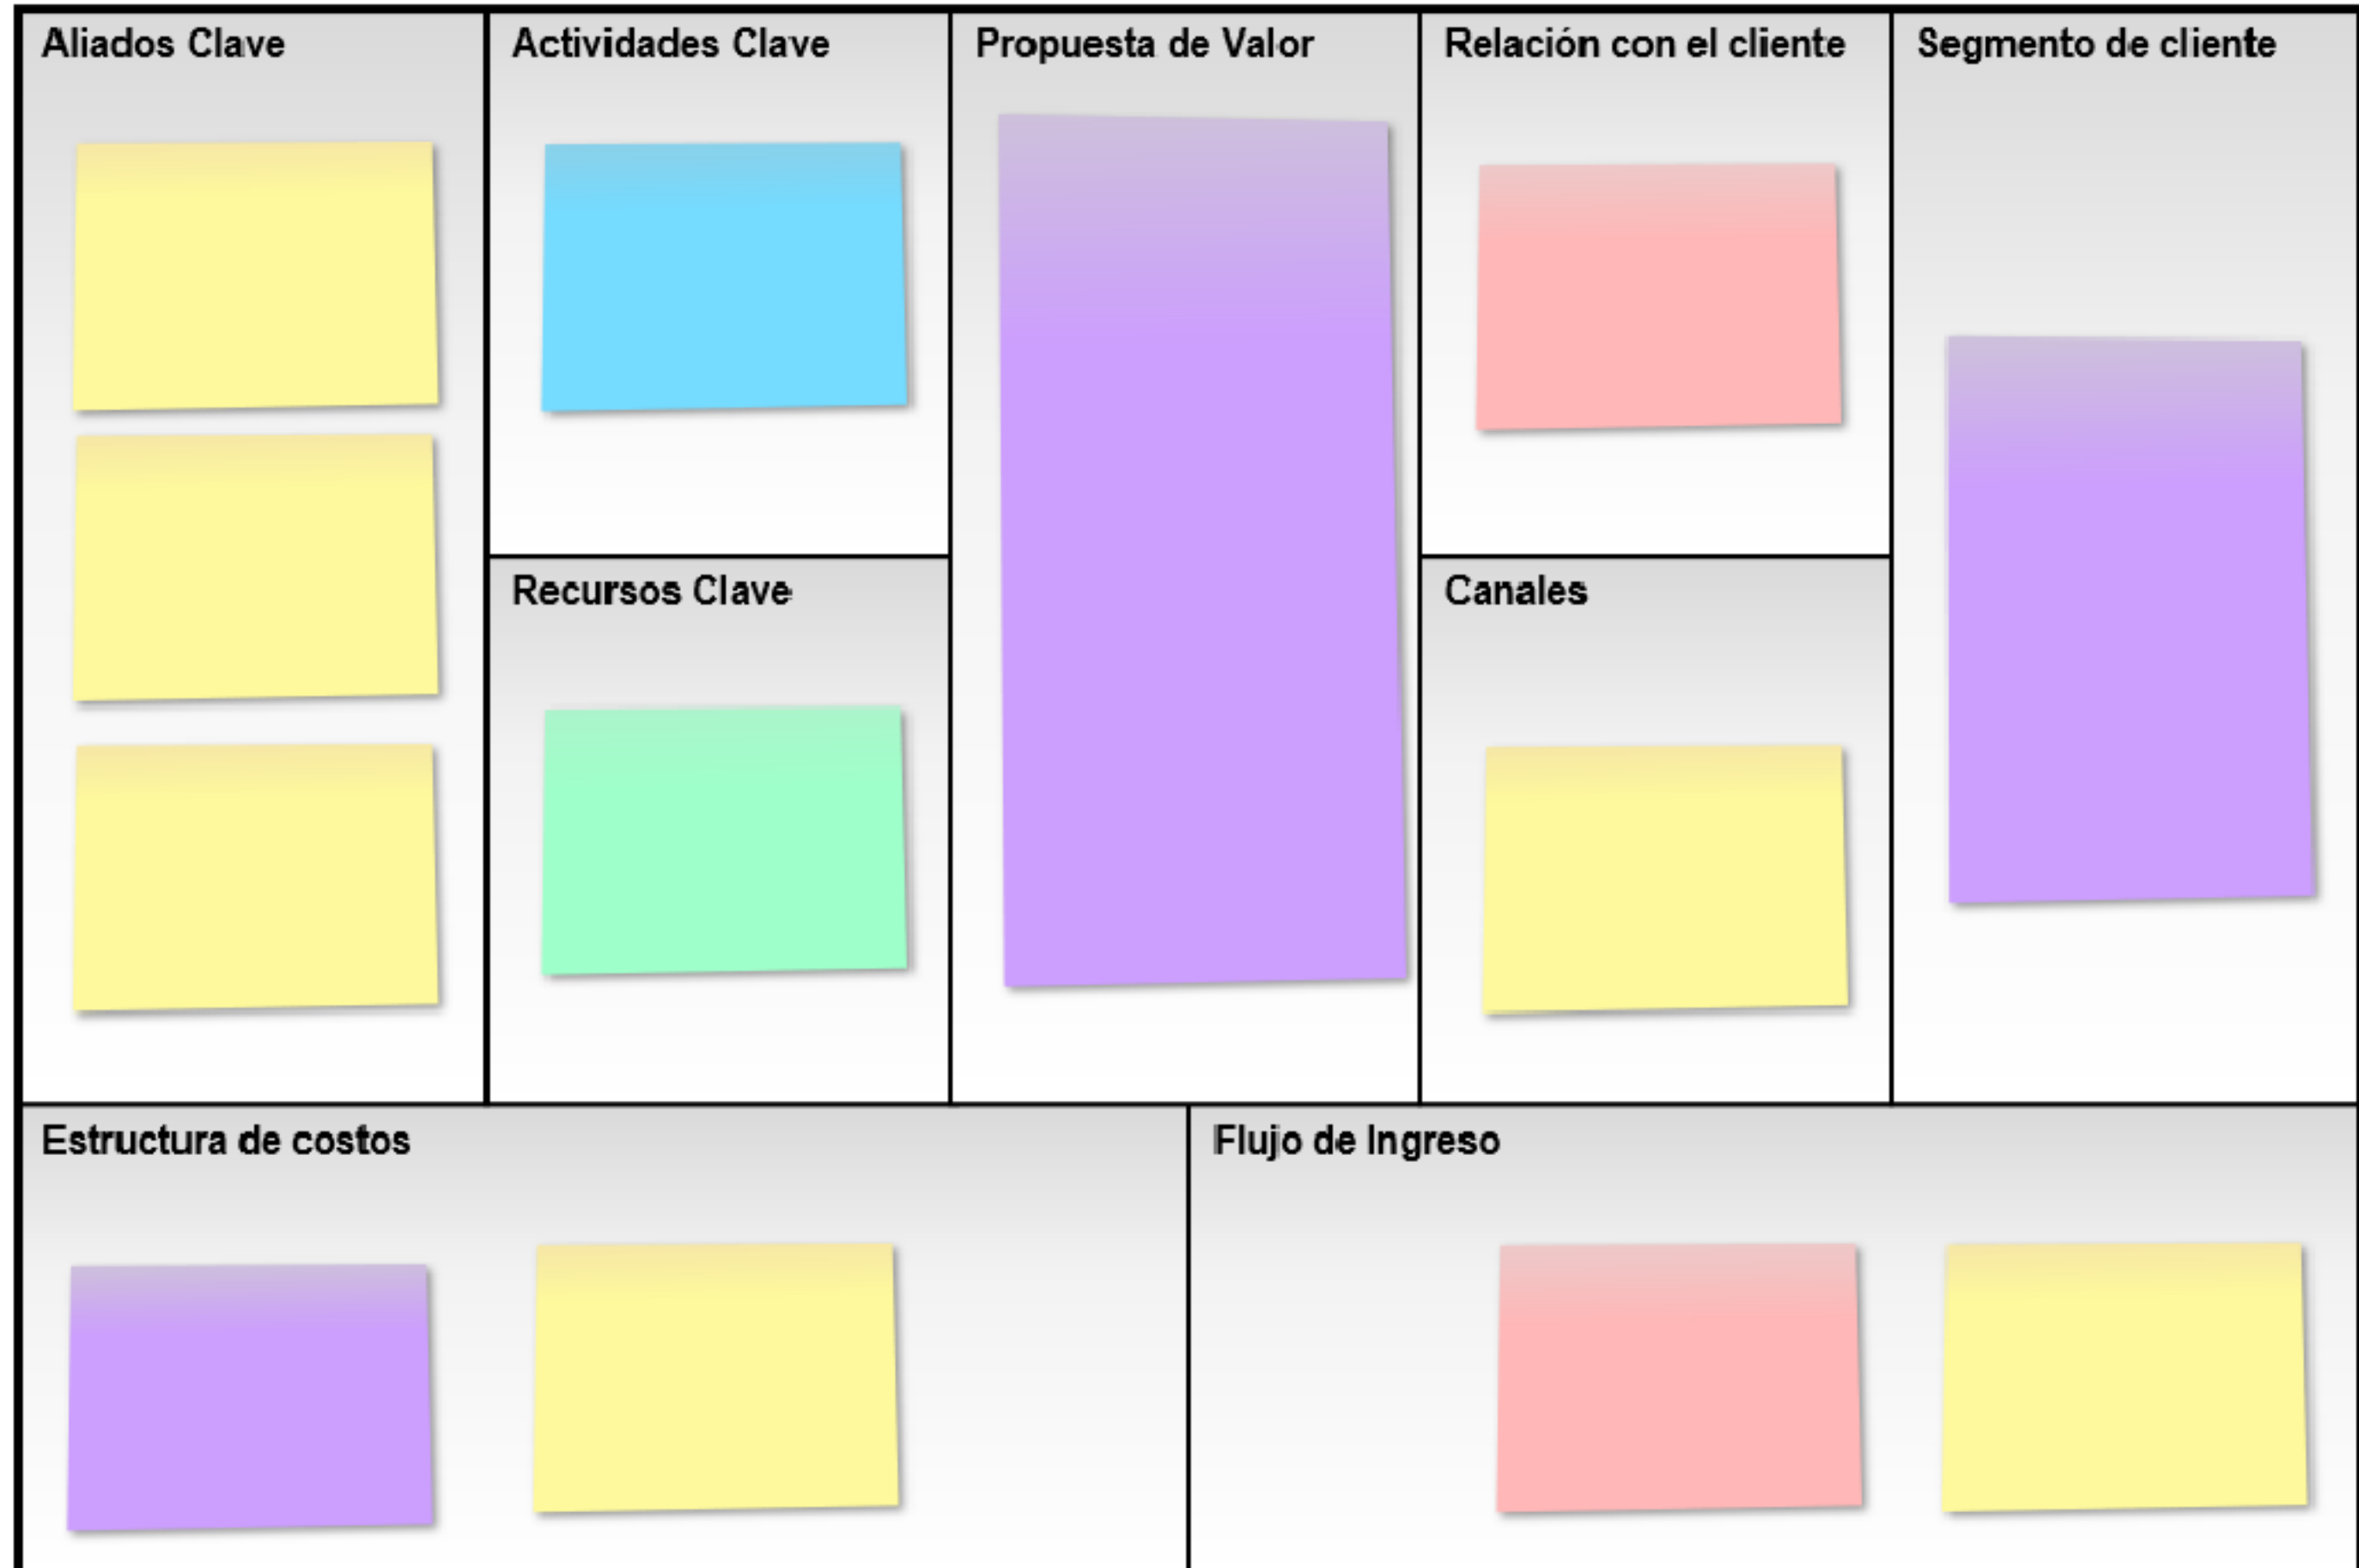 Aliados Clave
Actividades Clave
Propuesta de Valor
Relación con el cliente
Segmento de cliente
Recursos Clave
Canales
Estructura de costos
Flujo de Ingreso